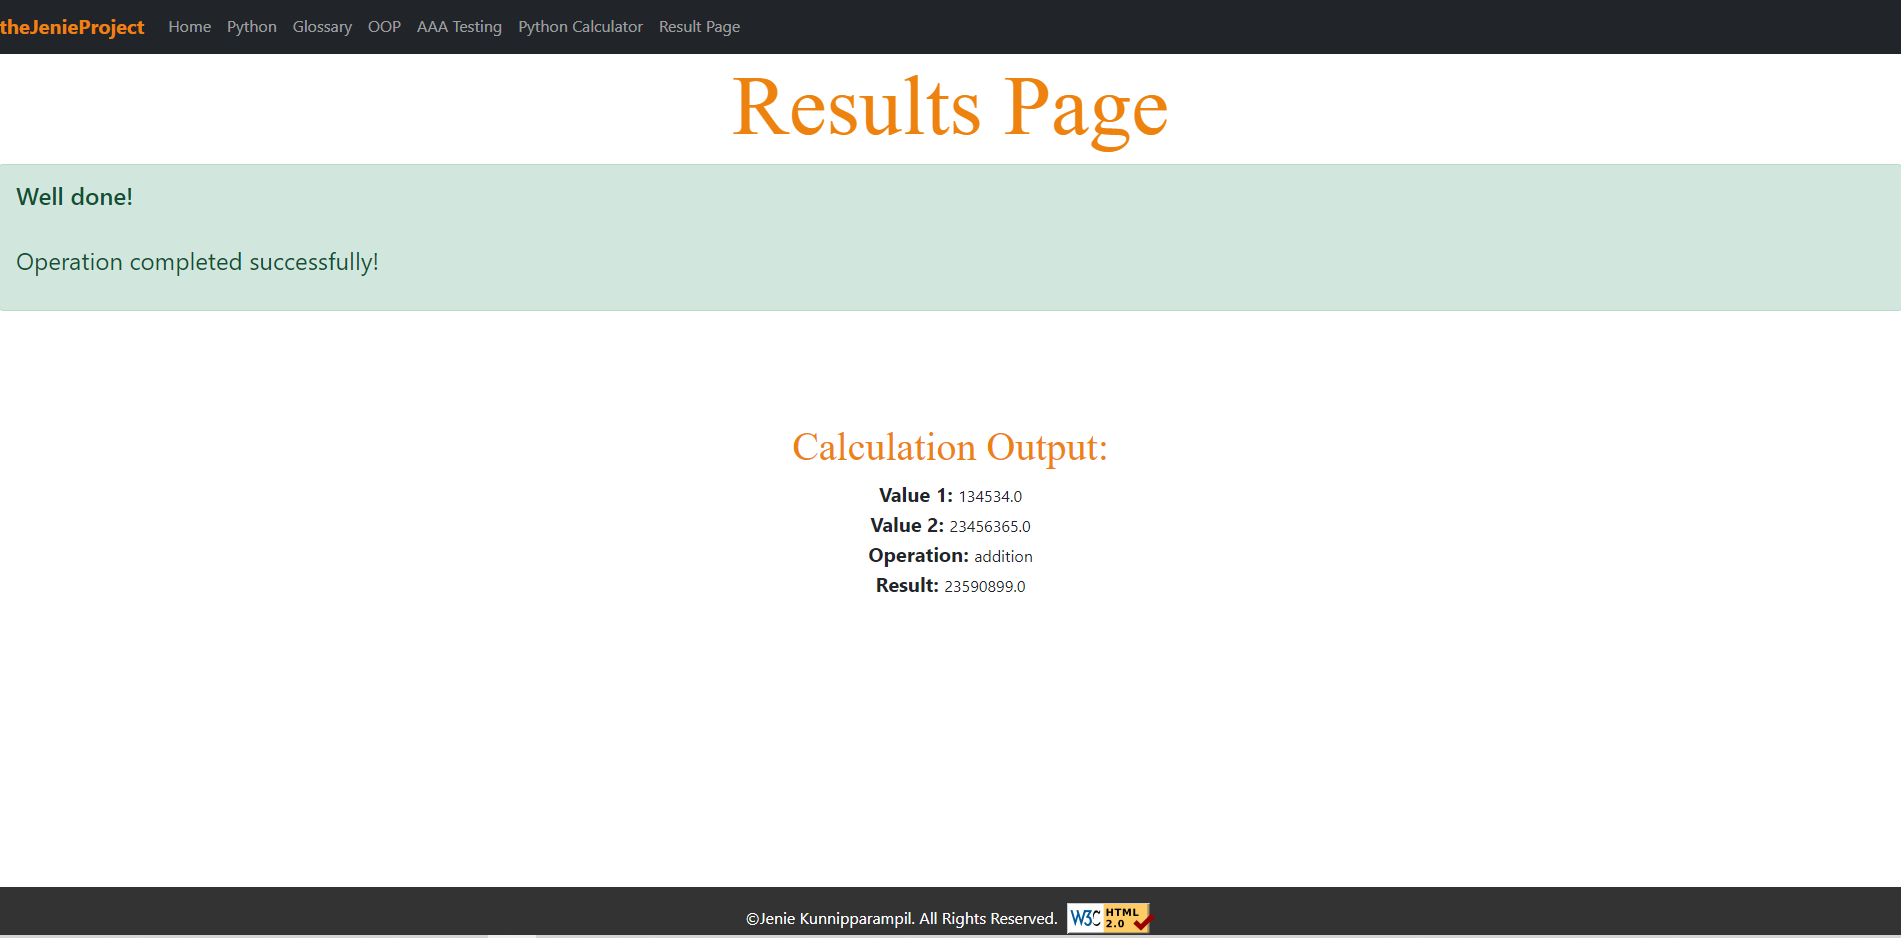 theJenieProject Home Python Glossary OOP AAA Testing Python Calculator Result Page
Results Page
Well done!
Operation completed successfully!
Calculation Output:
Value 1: 134534.0
Value 2: 23456365.0
Operation: addition
Result: 23590899.0
©Jenie Kunnipparampil. All Rights Reserved. W3C HTML 2.0